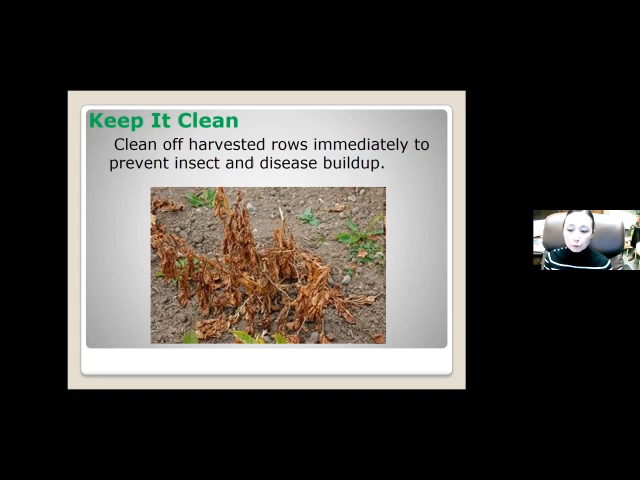 Keep It Clean
Clean off harvested rows immediately to
prevent insect and disease buildup.